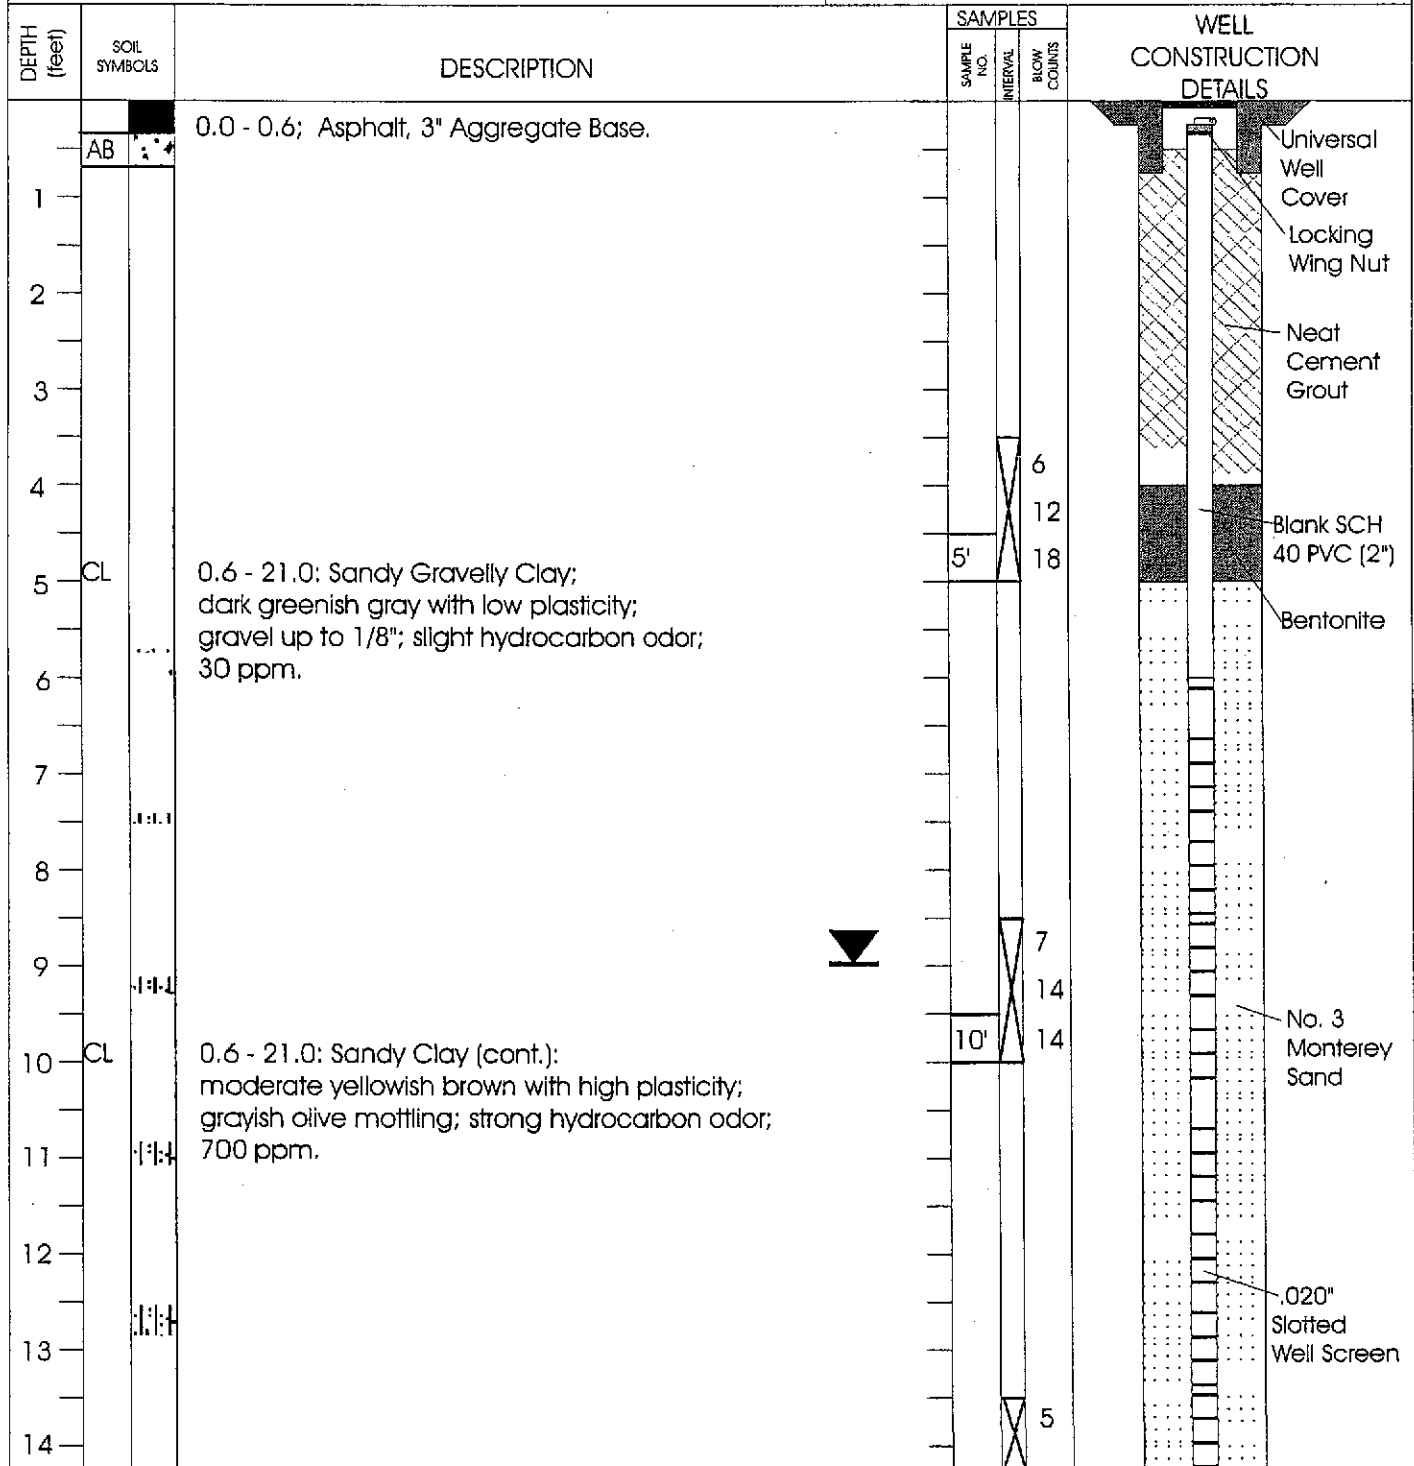 DEPTH (feet)
SOIL SYMBOLS
DESCRIPTION
SAMPLES
SAMPLE NO.
INTERVAL
BLOW COUNTS
WELL CONSTRUCTION DETAILS
0.0 - 0.6; Asphalt, 3" Aggregate Base.
AB
Universal
Well
Cover
1
Locking
Wing Nut
2
Neat
Cement
Grout
3
6
4
12
Blank SCH
40 PVC (2")
5'
18
5
CL
0.6 - 21.0: Sandy Gravelly Clay;
dark greenish gray with low plasticity;
gravel up to 1/8"; slight hydrocarbon odor;
30 ppm.
Bentonite
6
7
8
7
9
14
10'
14
No. 3
Monterey
Sand
10
CL
0.6 - 21.0: Sandy Clay (cont.):
moderate yellowish brown with high plasticity;
grayish olive mottling; strong hydrocarbon odor;
700 ppm.
11
12
.020"
Slotted
Well Screen
13
5
14